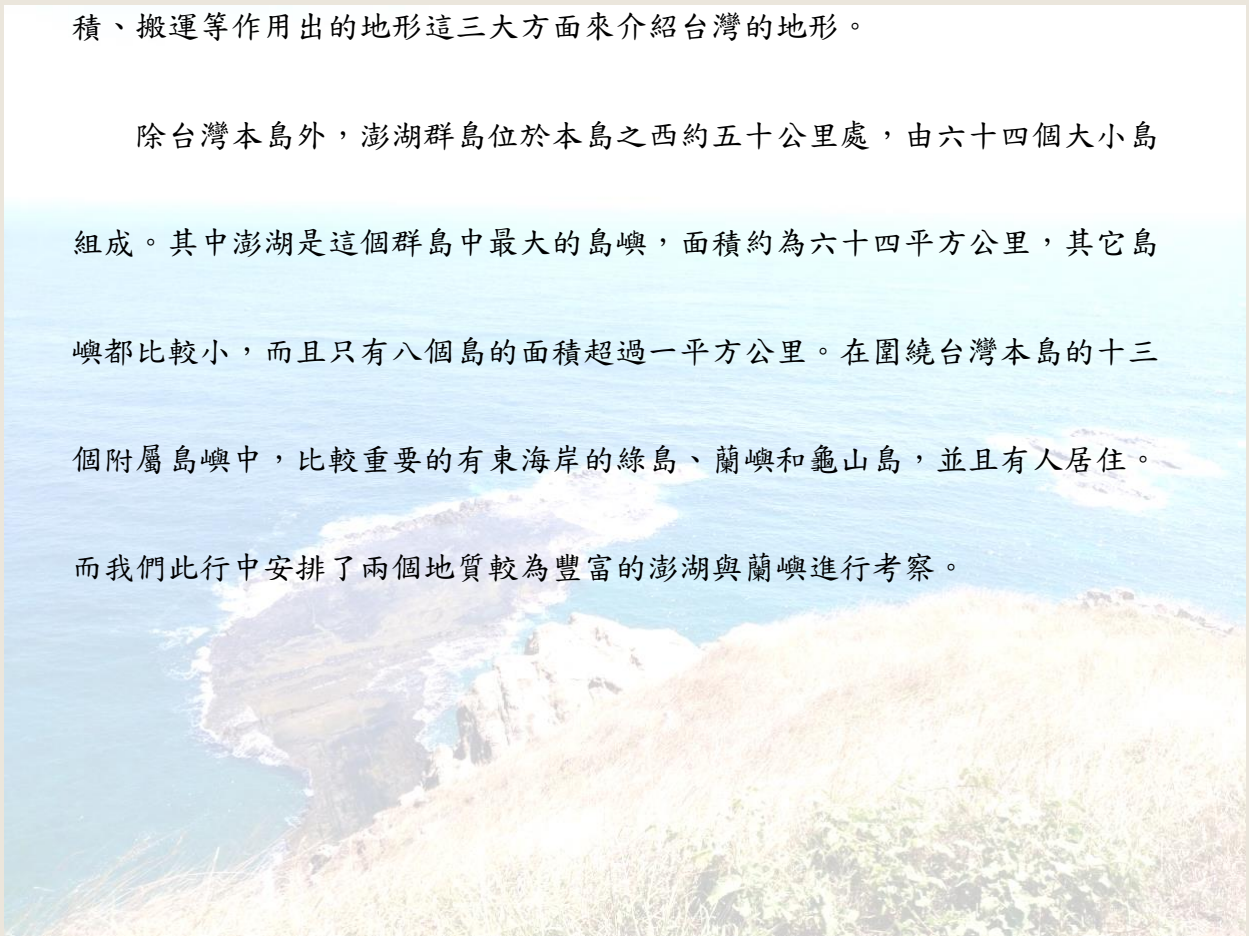 積、搬運等作用出的地形這三大方面來介紹台灣的地形。
除台灣本島外，澎湖群島位於本島之西約五十公里處，由六十四個大小島
組成。其中澎湖是這個群島中最大的島嶼，面積約為六十四平方公里，其它島
嶼都比較小，而且只有八個島的面積超過一平方公里。在圍繞台灣本島的十三
個附屬島嶼中，比較重要的有東海岸的綠島、蘭嶼和龜山島，並且有人居住。
而我們此行中安排了兩個地質較為豐富的澎湖與蘭嶼進行考察。